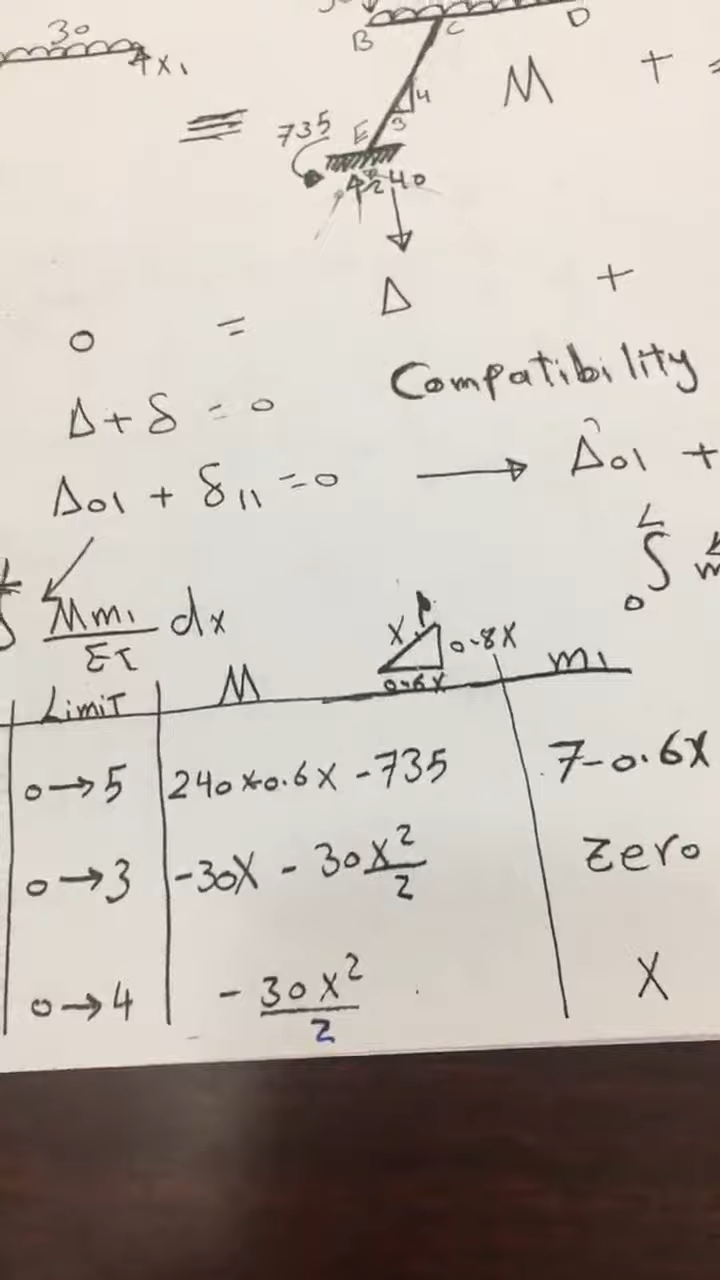 30
X1
B C D
4
3
M +
735 E
240
0 = Δ +
Compatibility
Δ + δ = 0
Δ01 + δ11 = 0 → Δ01 +
L
∫
0
Mm1 dx
EI
X 0.8X
0.6X
Limit M m1
0→5 240x0.6X - 735 7-0.6X
0→3 -30X - 30X²/2 Zero
0→4 - 30X²/2 X